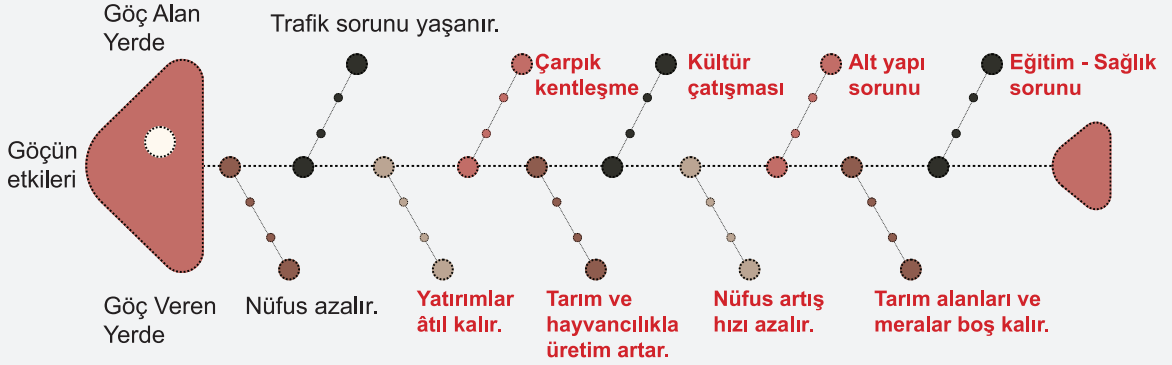 Göç Alan
Yerde
Trafik sorunu yaşanır.
Çarpık
kentleşme
Kültür
çatışması
Alt yapı
sorunu
Eğitim - Sağlık
sorunu
Göçün
etkileri
Göç Veren
Yerde
Nüfus azalır.
Yatırımlar
âtıl kalır.
Tarım ve
hayvancılıkla
üretim artar.
Nüfus artış
hızı azalır.
Tarım alanları ve
meralar boş kalır.